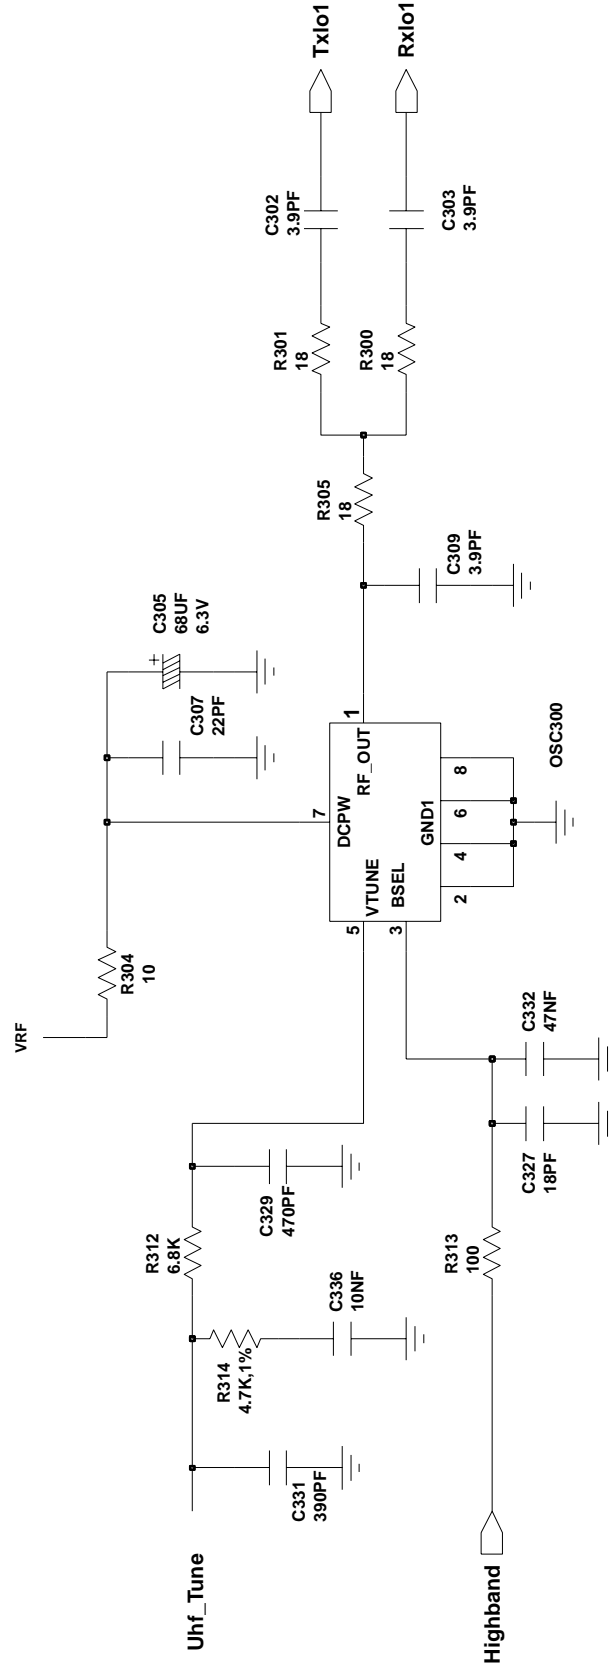 VRF
R304
10
C305
68UF
6.3V
+
C307
22PF
Uhf_Tune
R312
6.8K
C329
470PF
R314
4.7K,1%
C336
10NF
C331
390PF
7
DCPW
5
VTUNE
3
BSEL
RF_OUT
1
GND1
2
4
6
8
OSC300
R305
18
C309
3.9PF
R301
18
C302
3.9PF
Txlo1
R300
18
C303
3.9PF
Rxlo1
Highband
R313
100
C327
18PF
C332
47NF